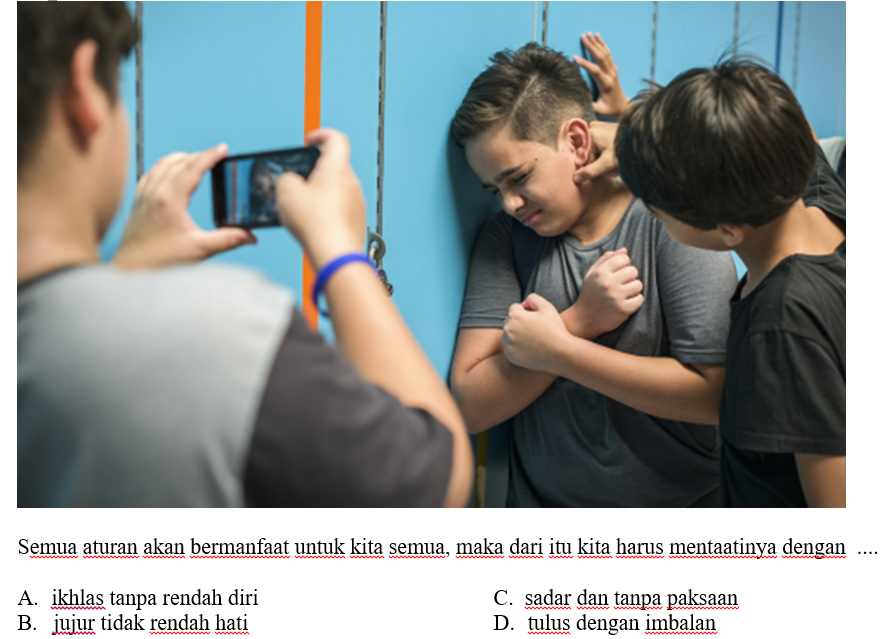 Semua aturan akan bermanfaat untuk kita semua, maka dari itu kita harus mentaatinya dengan ....
A. ikhlas tanpa rendah diri
C. sadar dan tanpa paksaan
B. jujur tidak rendah hati
D. tulus dengan imbalan